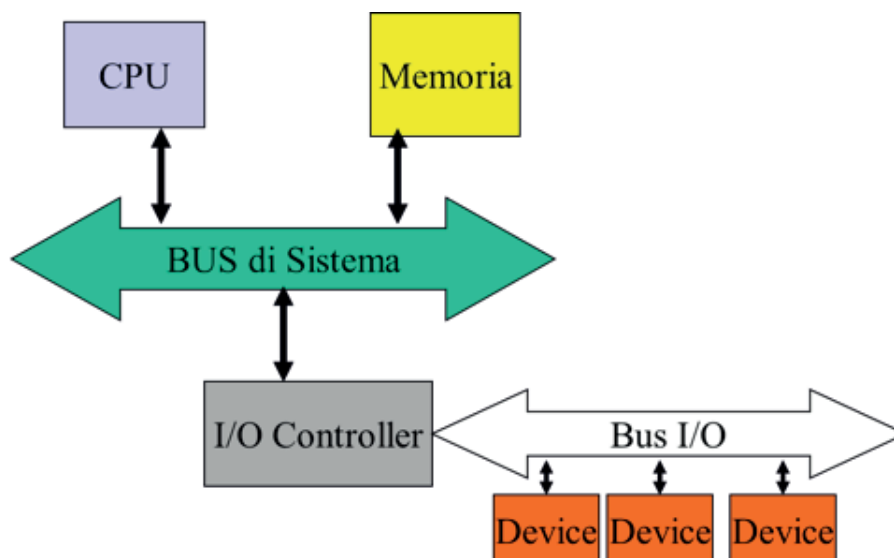 CPU
Memoria
BUS di Sistema
I/O Controller
Bus I/O
Device
Device
Device